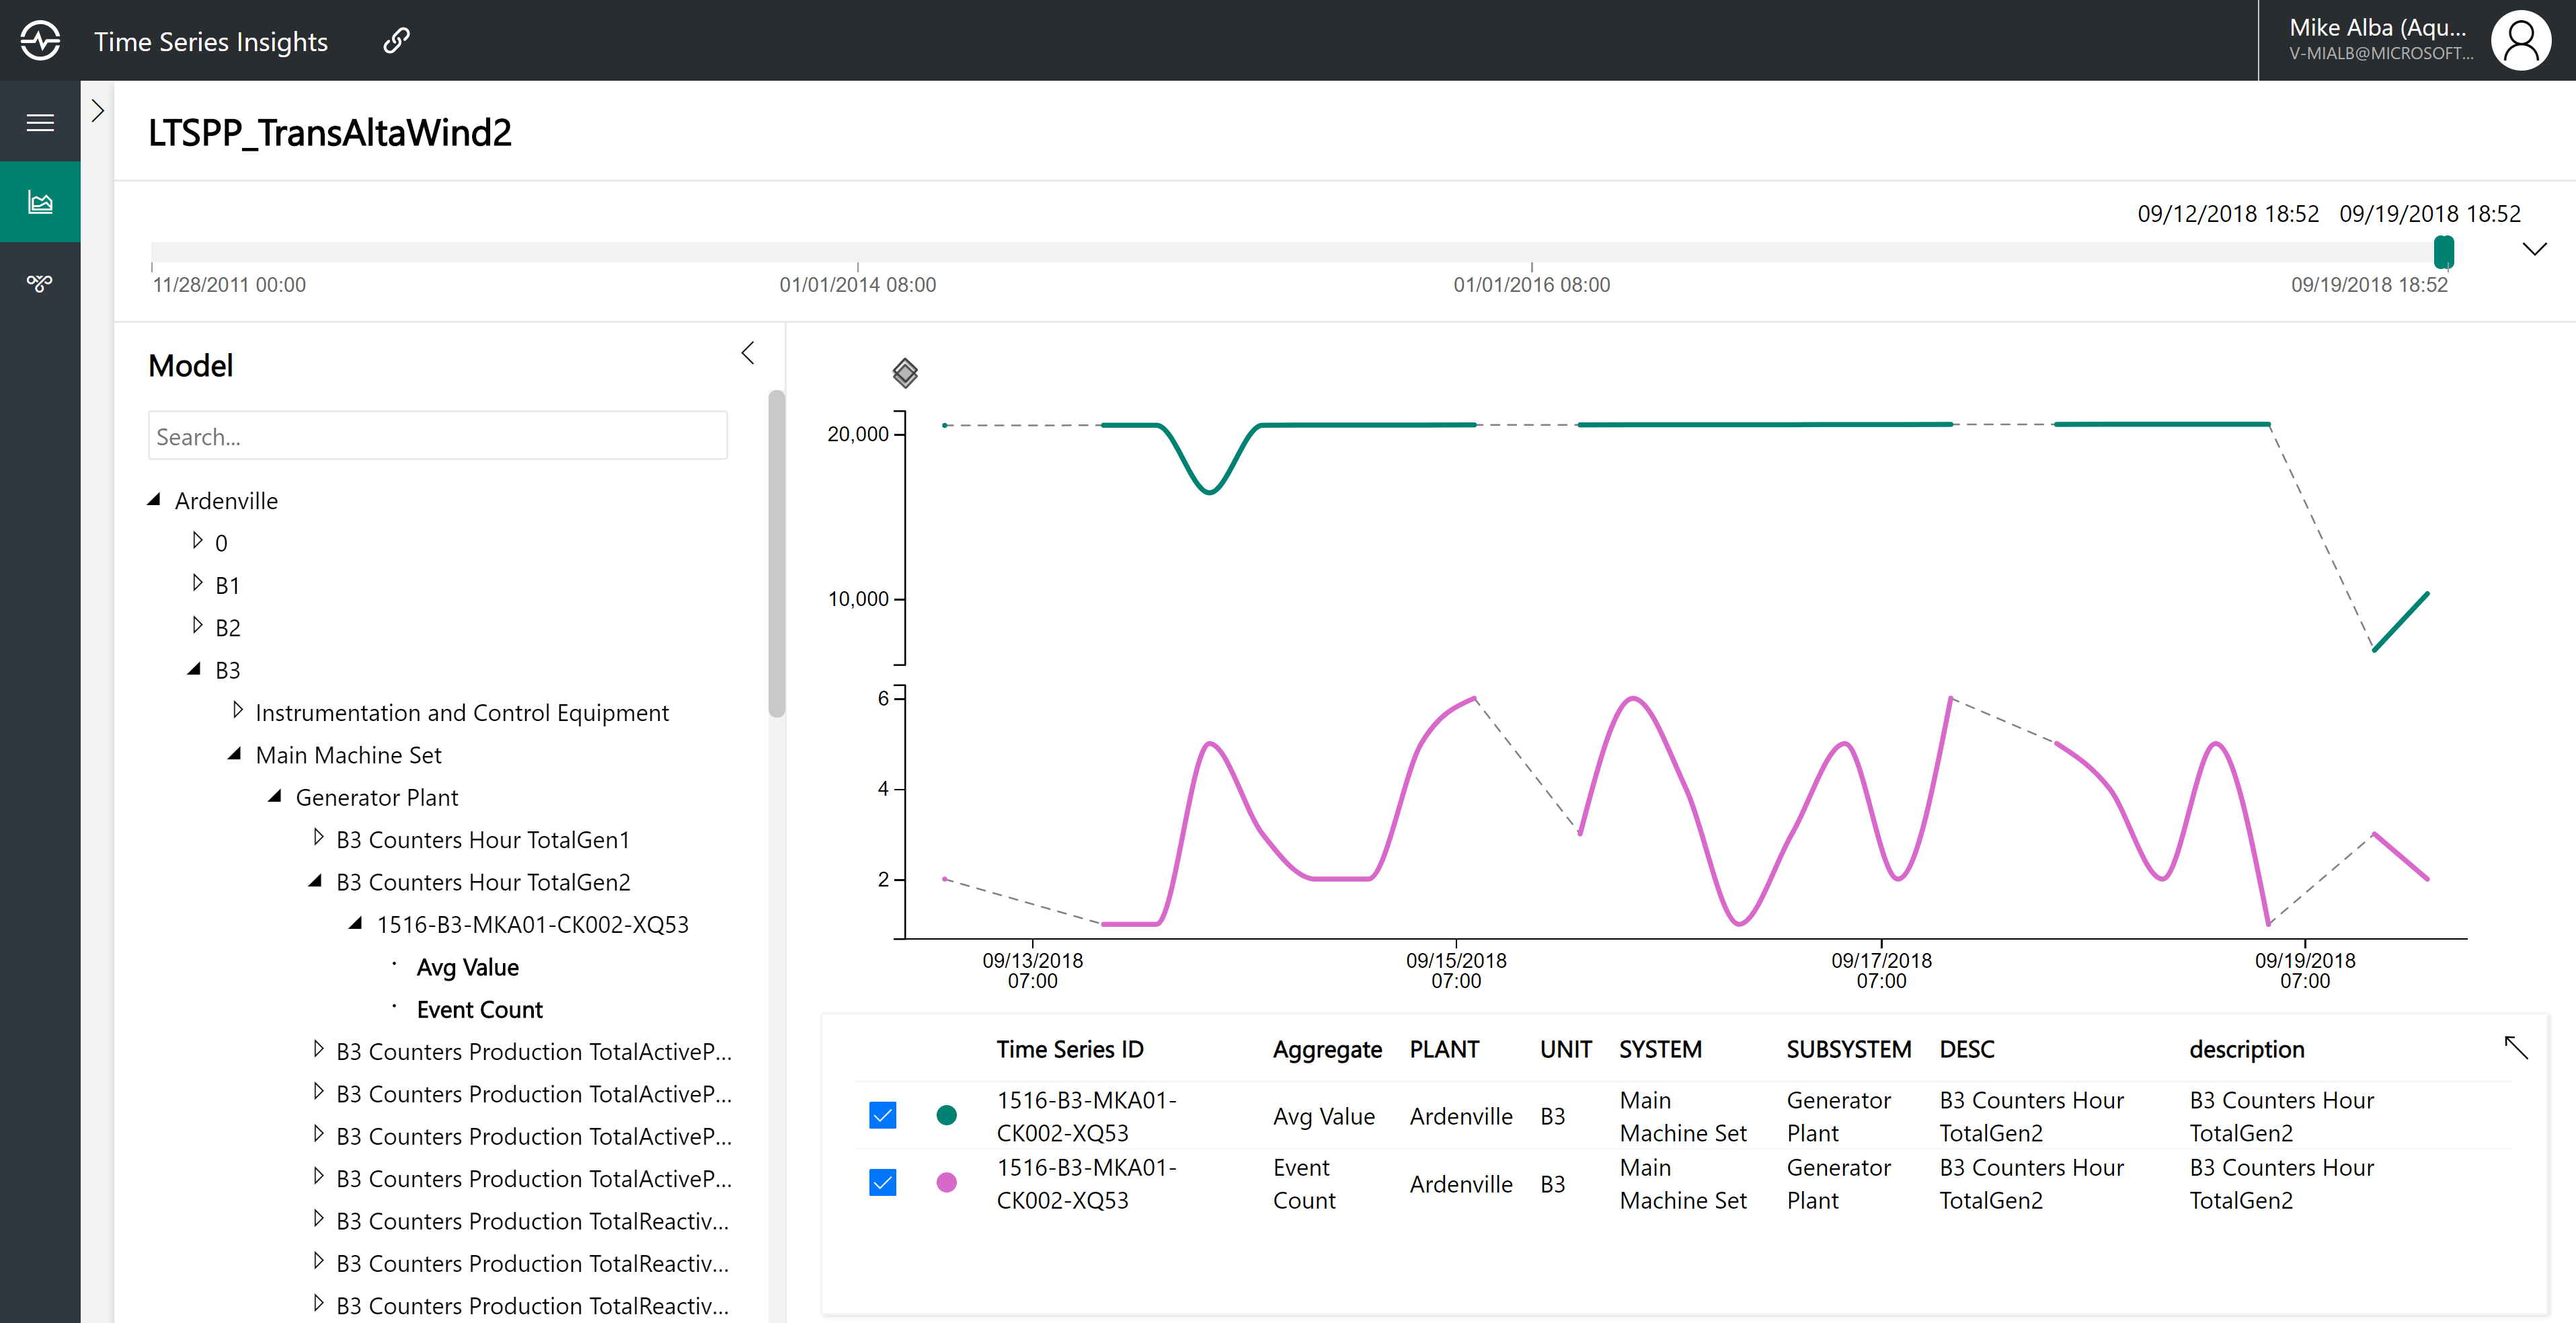 Time Series Insights
Mike Alba (Aqu...
V-MIALB@MICROSOFT...
LTSPP_TransAltaWind2
09/12/2018 18:52 09/19/2018 18:52
11/28/2011 00:00
01/01/2014 08:00
01/01/2016 08:00
09/19/2018 18:52
Model
Search...
Ardenville
0
B1
B2
B3
Instrumentation and Control Equipment
Main Machine Set
Generator Plant
B3 Counters Hour TotalGen1
B3 Counters Hour TotalGen2
1516-B3-MKA01-CK002-XQ53
Avg Value
Event Count
B3 Counters Production TotalActiveP...
B3 Counters Production TotalActiveP...
B3 Counters Production TotalActiveP...
B3 Counters Production TotalActiveP...
B3 Counters Production TotalReactiv...
B3 Counters Production TotalReactiv...
B3 Counters Production TotalReactiv...
20,000
10,000
6
4
2
09/13/2018
07:00
09/15/2018
07:00
09/17/2018
07:00
09/19/2018
07:00
Time Series ID Aggregate PLANT UNIT SYSTEM SUBSYSTEM DESC description
1516-B3-MKA01-
CK002-XQ53
Avg Value
Ardenville
B3
Main
Machine Set
Generator
Plant
B3 Counters Hour
TotalGen2
B3 Counters Hour
TotalGen2
1516-B3-MKA01-
CK002-XQ53
Event
Count
Ardenville
B3
Main
Machine Set
Generator
Plant
B3 Counters Hour
TotalGen2
B3 Counters Hour
TotalGen2